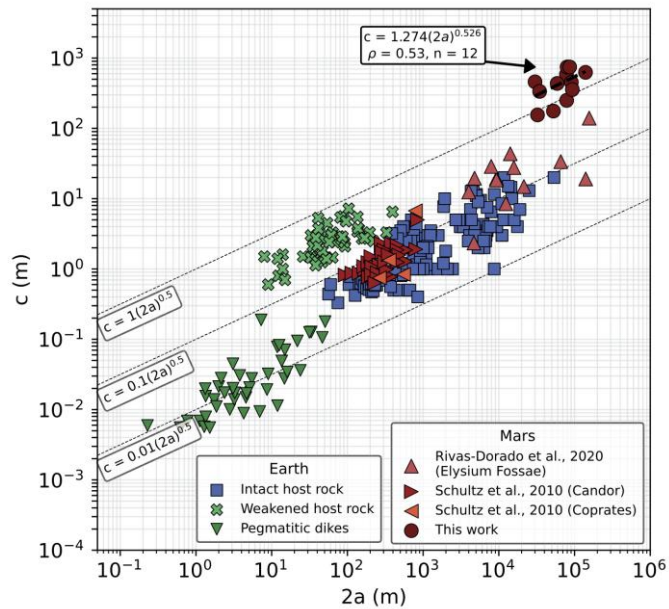 c = 1.274(2a)^0.526
ρ = 0.53, n = 12
c (m)
10^3
10^2
10^1
10^0
10^−1
10^−2
10^−3
10^−4
c = 1(2a)^0.5
c = 0.1(2a)^0.5
c = 0.01(2a)^0.5
Earth
Intact host rock
Weakened host rock
Pegmatitic dikes
Mars
Rivas-Dorado et al., 2020
(Elysium Fossae)
Schultz et al., 2010 (Candor)
Schultz et al., 2010 (Coprates)
This work
10^−1 10^0 10^1 10^2 10^3 10^4 10^5 10^6
2a (m)